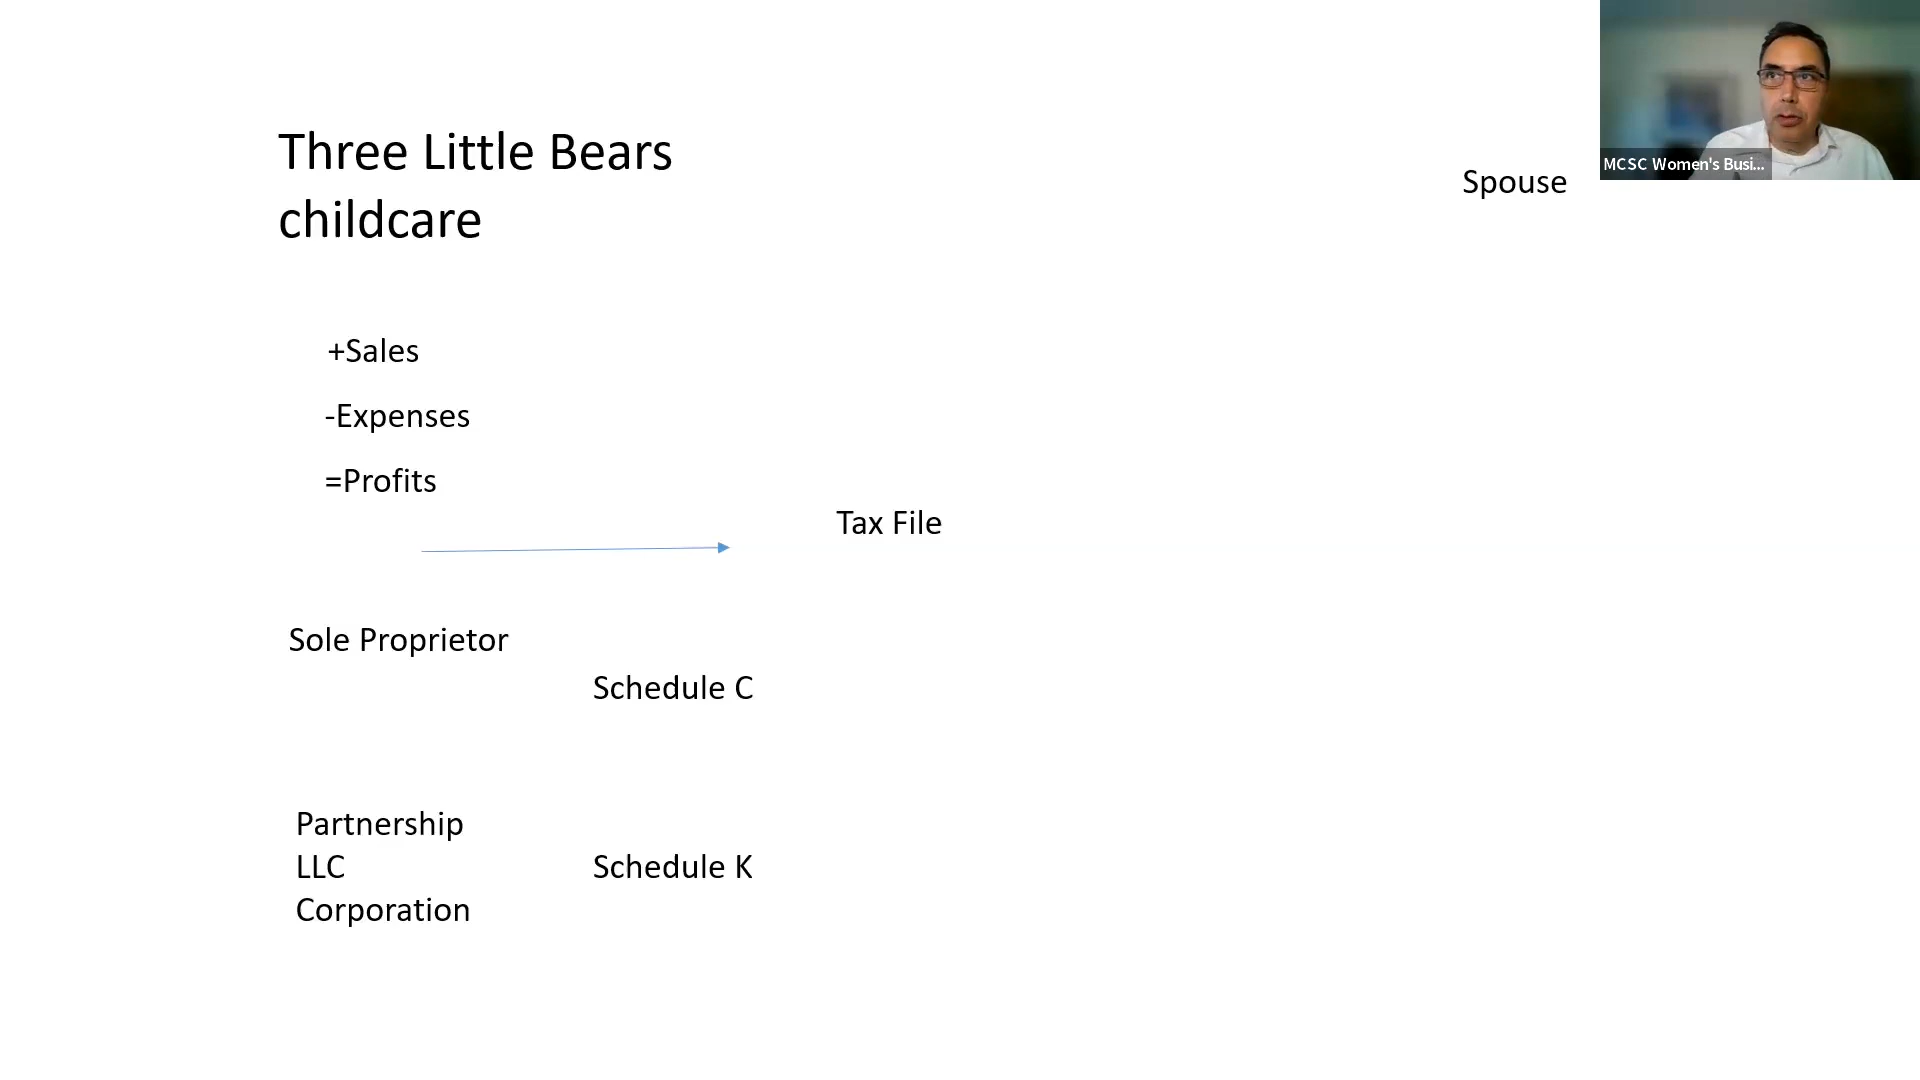 Three Little Bears
childcare
Spouse
MCSC Women's Busi...
+Sales
-Expenses
=Profits
Tax File
Sole Proprietor
Schedule C
Partnership
LLC
Schedule K
Corporation